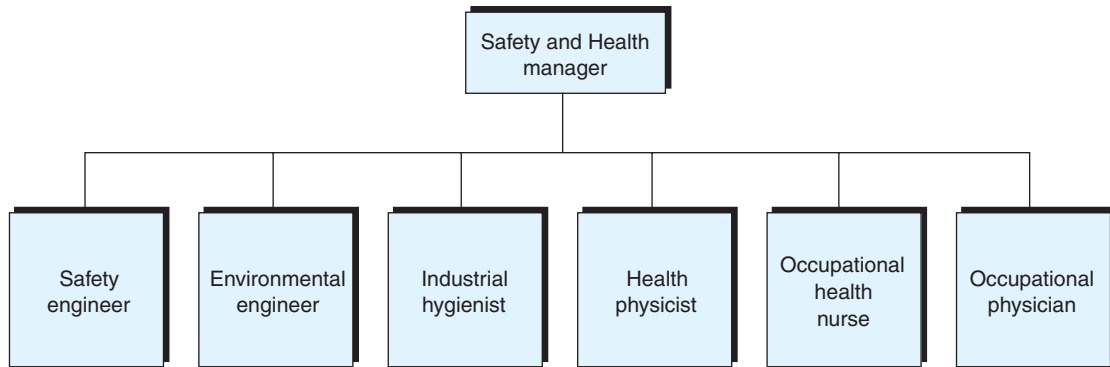 Safety and Health
manager
Safety
engineer
Environmental
engineer
Industrial
hygienist
Health
physicist
Occupational
health
nurse
Occupational
physician